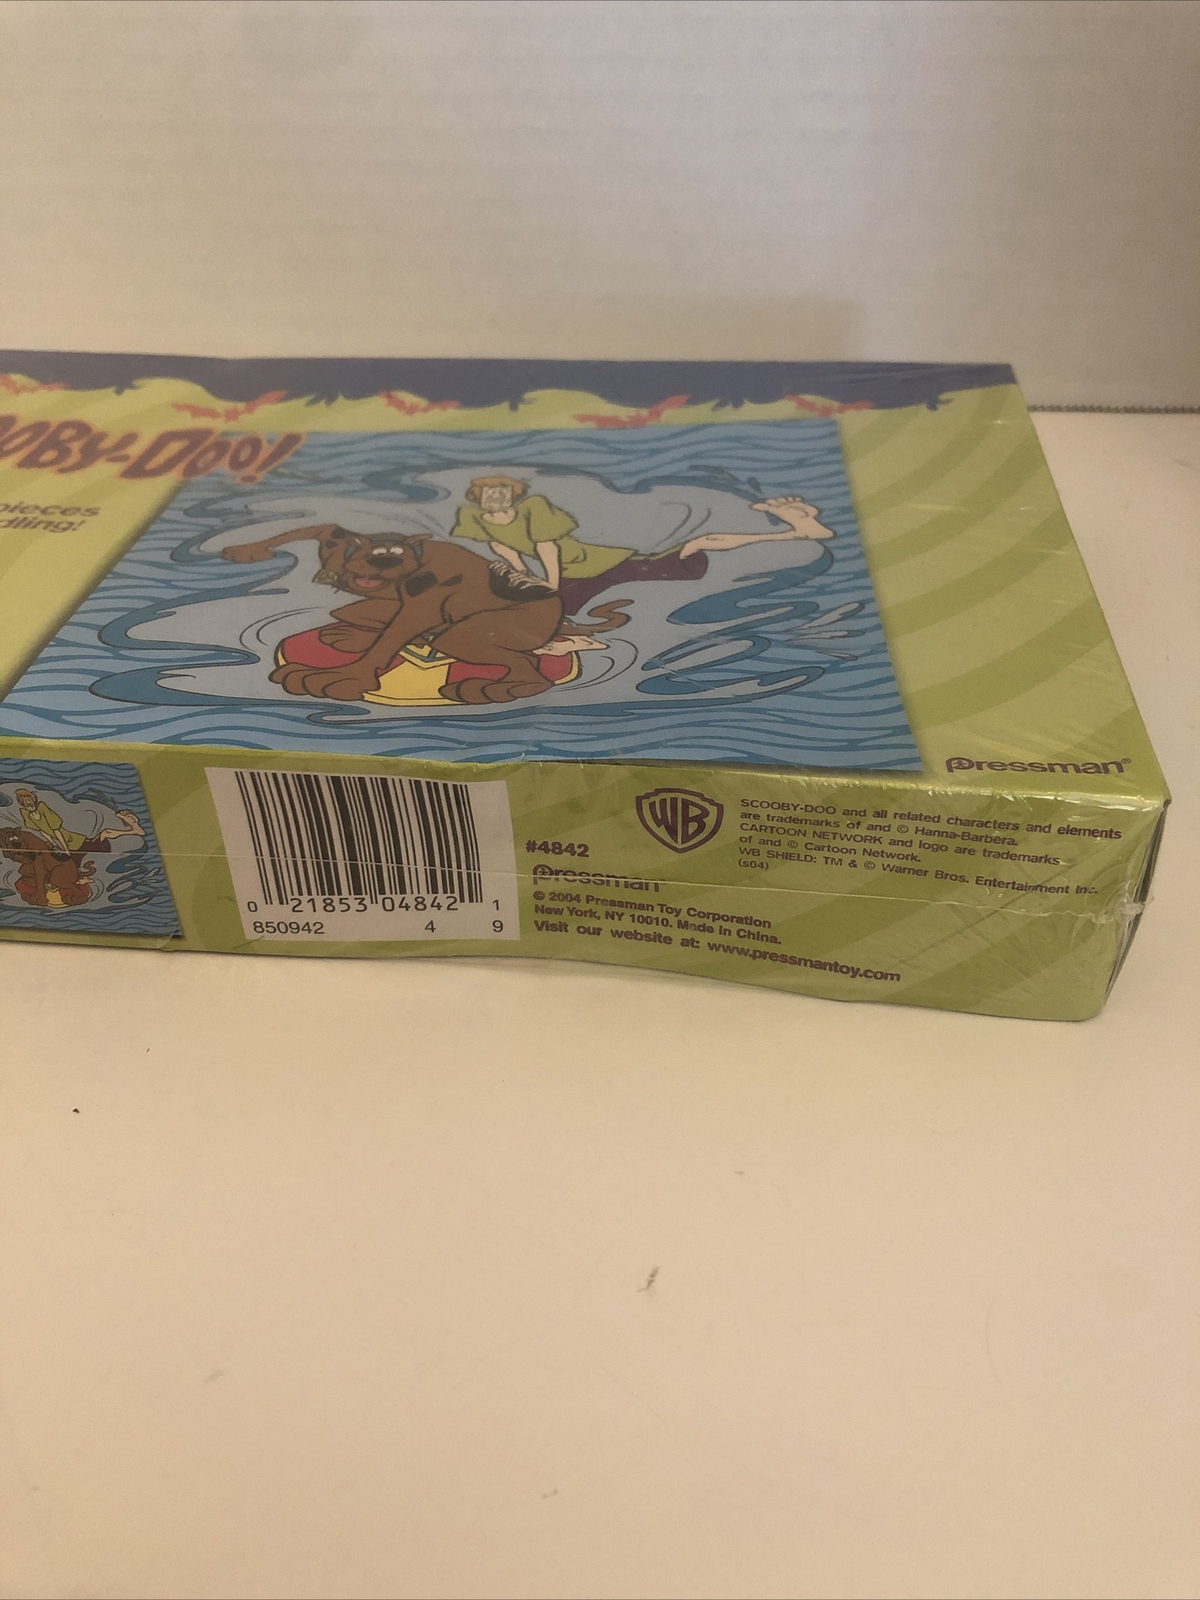 OOBY-DOO!
pieces
dling!
pressman®
0 21853 04842 1
850942 4 9
#4842
pressman
© 2004 Pressman Toy Corporation
New York, NY 10010. Made in China.
Visit our website at: www.pressmantoy.com
WB
SCOOBY-DOO and all related characters and elements
are trademarks of and © Hanna-Barbera.
CARTOON NETWORK and logo are trademarks
of and © Cartoon Network.
WB SHIELD: TM & © Warner Bros. Entertainment Inc.
(s04)